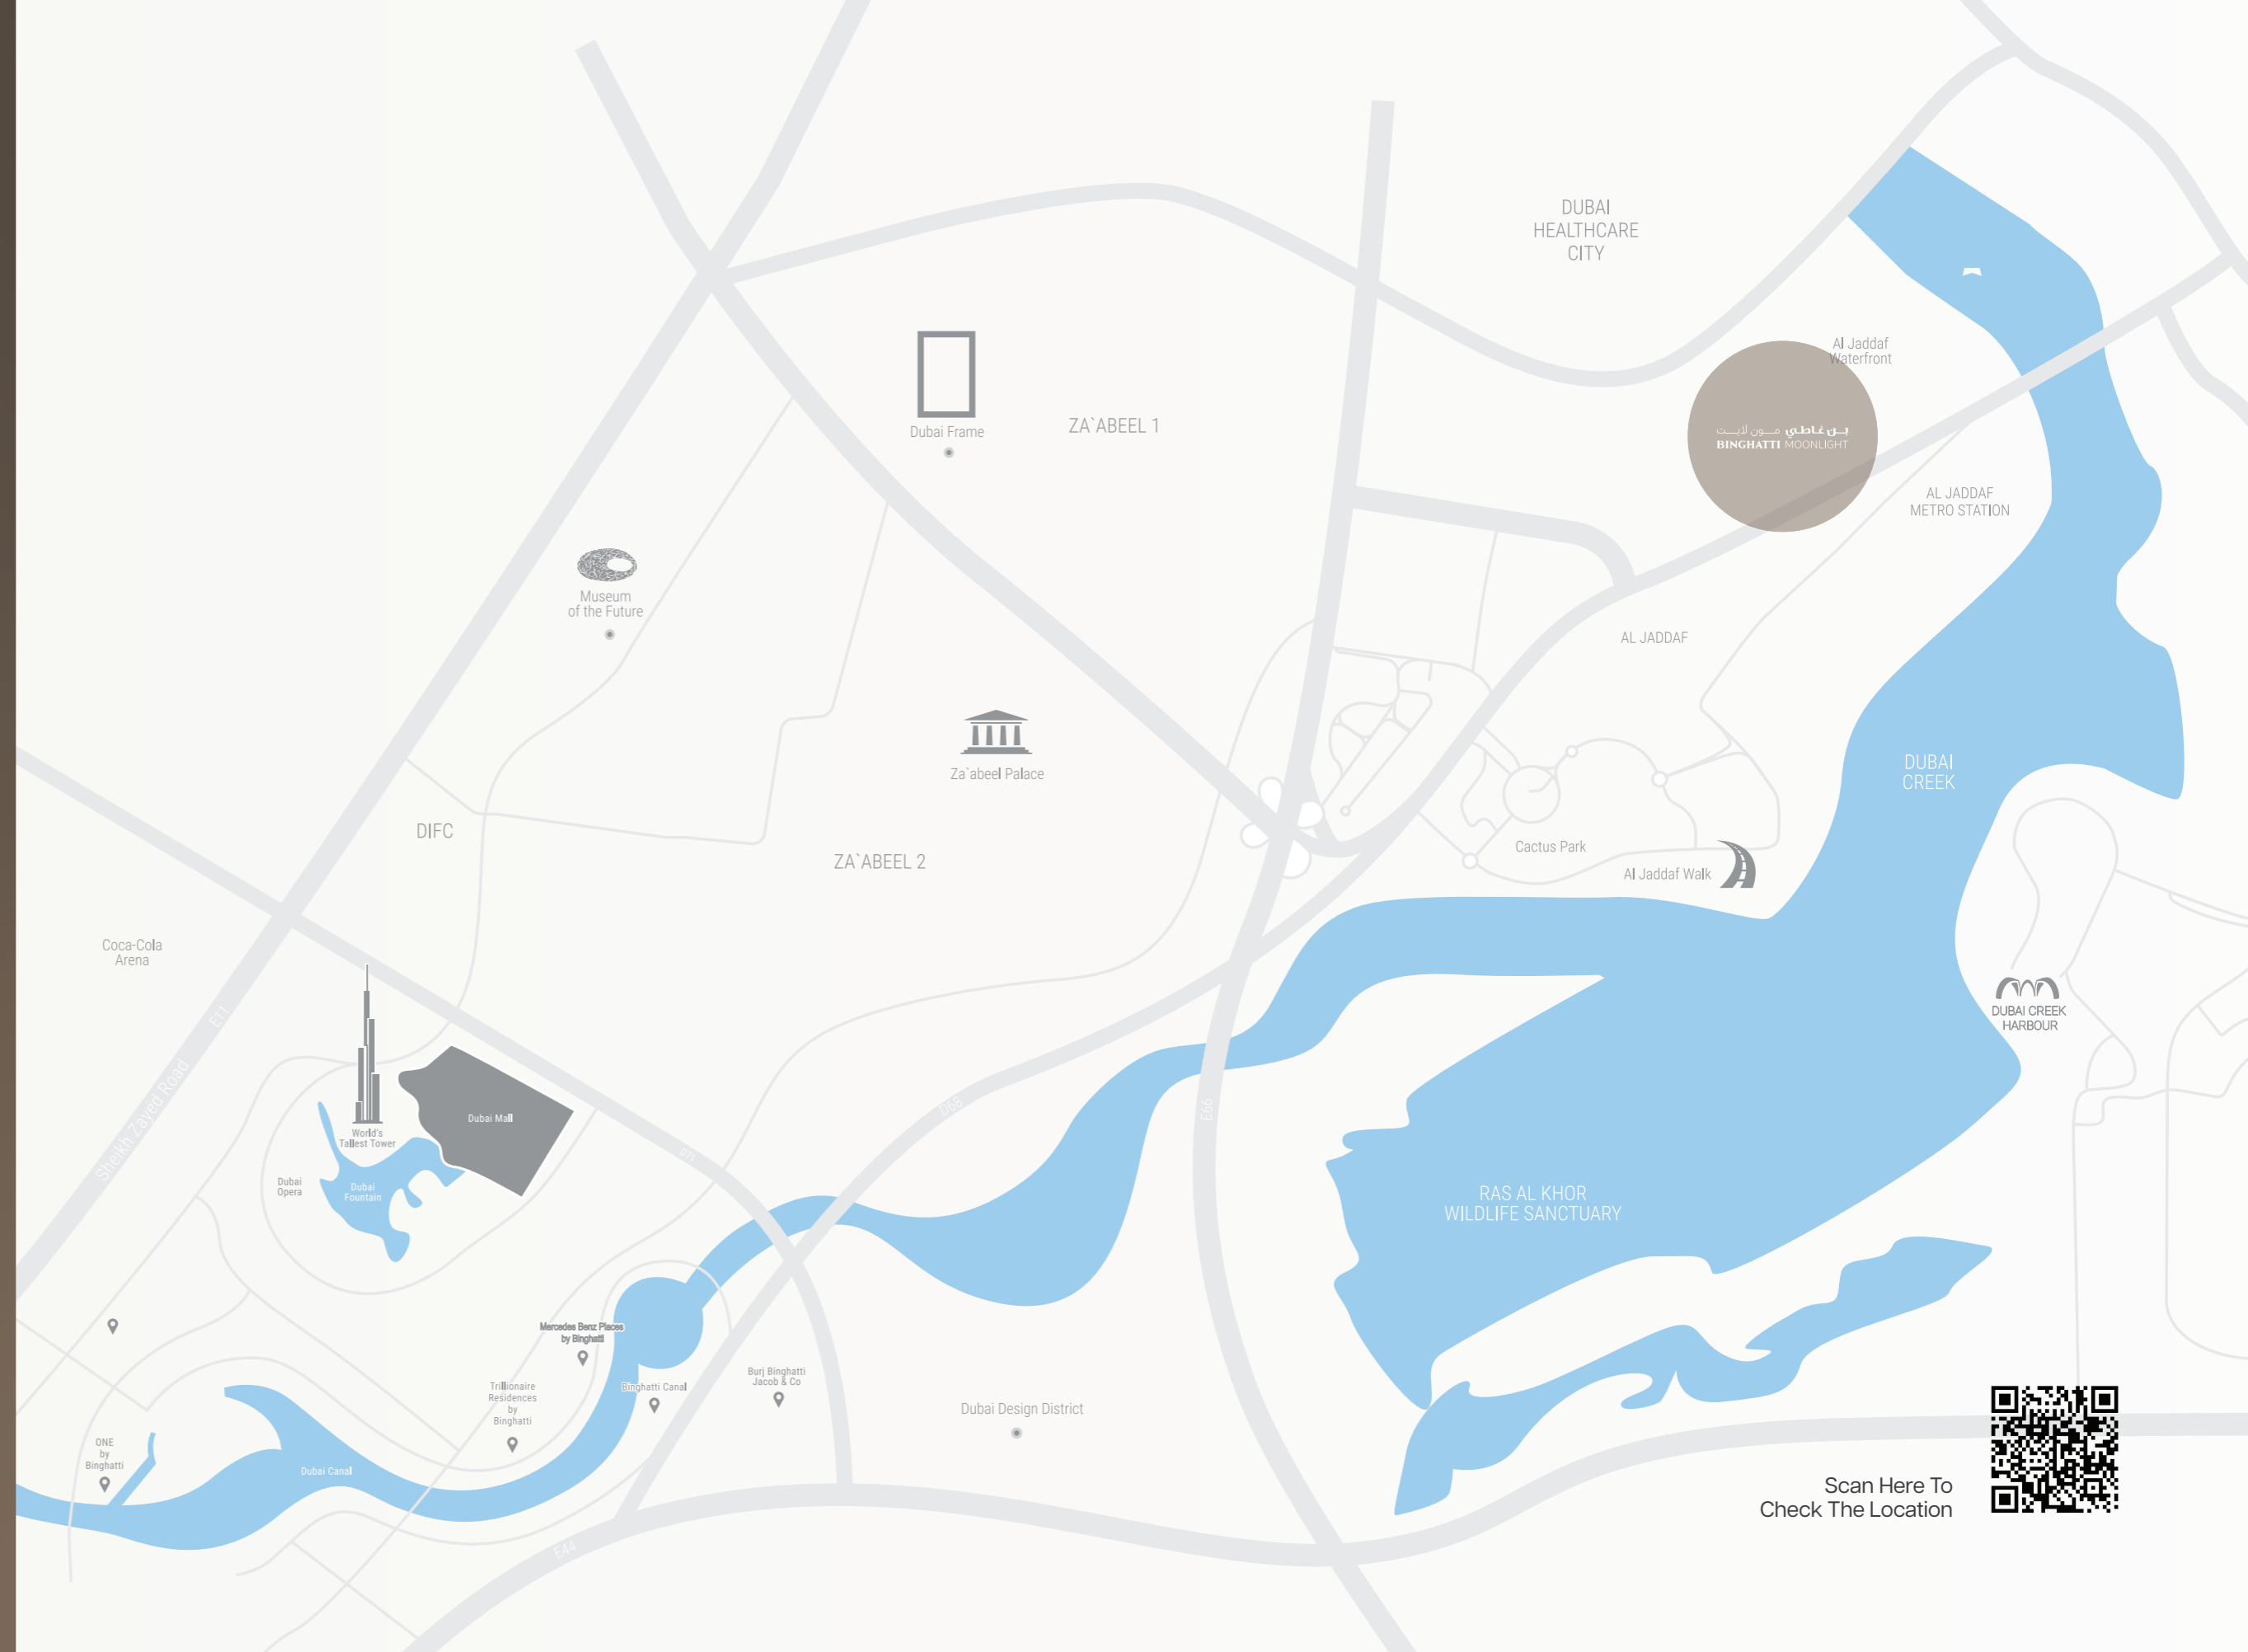 DUBAI
HEALTHCARE
CITY
Al Jaddaf
Waterfront
Dubai Frame
ZA`ABEEL 1
بن غاطي مون لايت
BINGHATTI MOONLIGHT
AL JADDAF
METRO STATION
Museum
of the Future
AL JADDAF
Za`abeel Palace
DUBAI
CREEK
DIFC
ZA`ABEEL 2
Cactus Park
Al Jaddaf Walk
Coca-Cola
Arena
E11
Sheikh Zayed Road
DUBAI CREEK
HARBOUR
D68
E66
Dubai Mall
World's
Tallest Tower
D71
Dubai
Opera
Dubai
Fountain
RAS AL KHOR
WILDLIFE SANCTUARY
Mercedes Benz Places
by Binghatti
Burj Binghatti
Jacob & Co
Trillionaire
Residences
by
Binghatti
Binghatti Canal
Dubai Design District
ONE
by
Binghatti
Dubai Canal
E44
Scan Here To
Check The Location